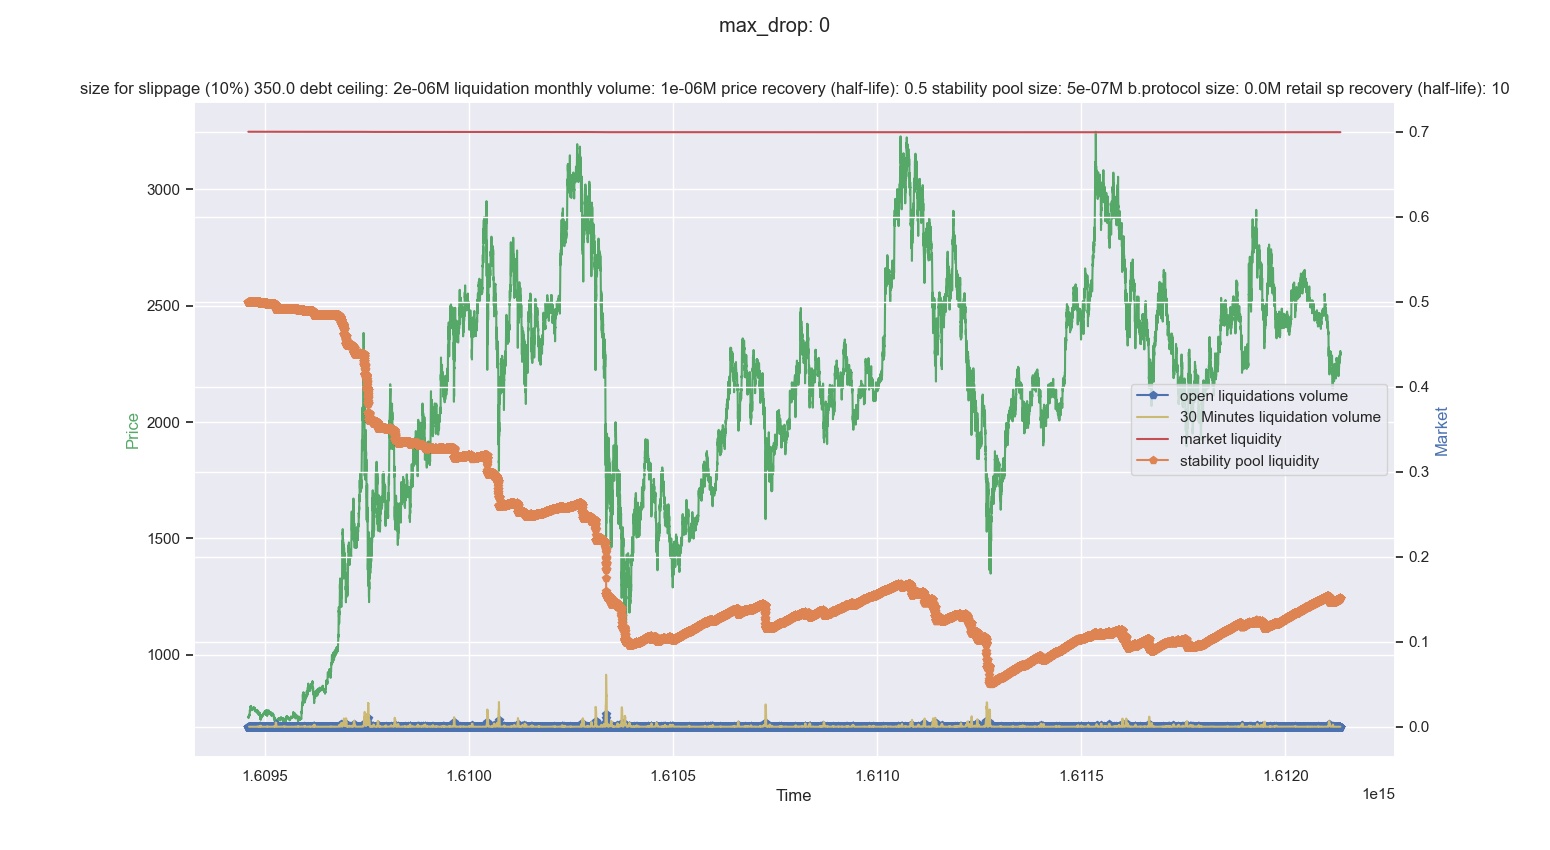 max_drop: 0
size for slippage (10%) 350.0 debt ceiling: 2e-06M liquidation monthly volume: 1e-06M price recovery (half-life): 0.5 stability pool size: 5e-07M b.protocol size: 0.0M retail sp recovery (half-life): 10
0.7
3000
0.6
2500
0.5
0.4
open liquidations volume
30 Minutes liquidation volume
market liquidity
stability pool liquidity
Price
Market
2000
0.3
1500
0.2
1000
0.1
0.0
1.6095 1.6100 1.6105 1.6110 1.6115 1.6120
Time
1e15